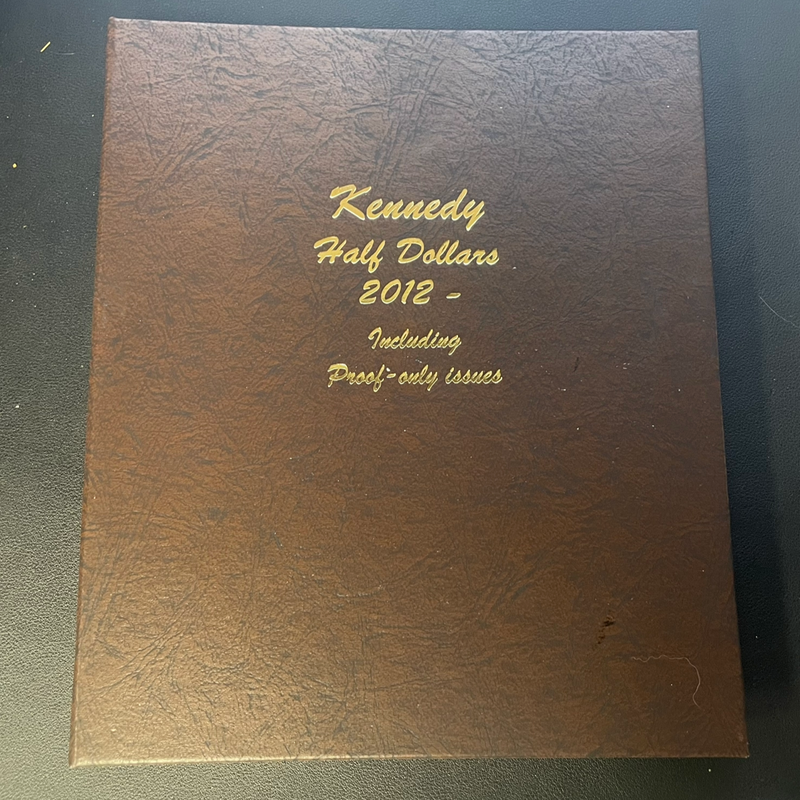 Kennedy
Half Dollars
2012 -
Including
Proof-only issues